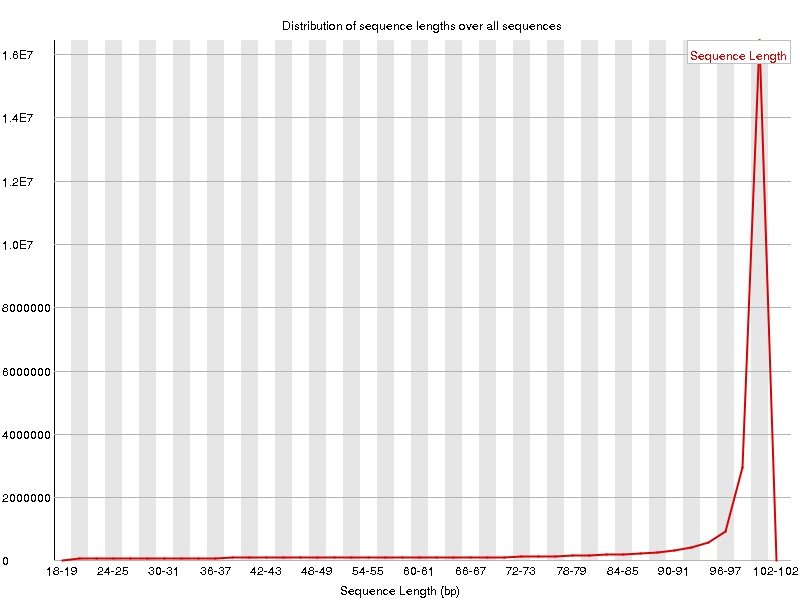 Distribution of sequence lengths over all sequences
Sequence Length
1.6E7
1.4E7
1.2E7
1.0E7
8000000
6000000
4000000
2000000
0
18-19 24-25 30-31 36-37 42-43 48-49 54-55 60-61 66-67 72-73 78-79 84-85 90-91 96-97 102-102
Sequence Length (bp)